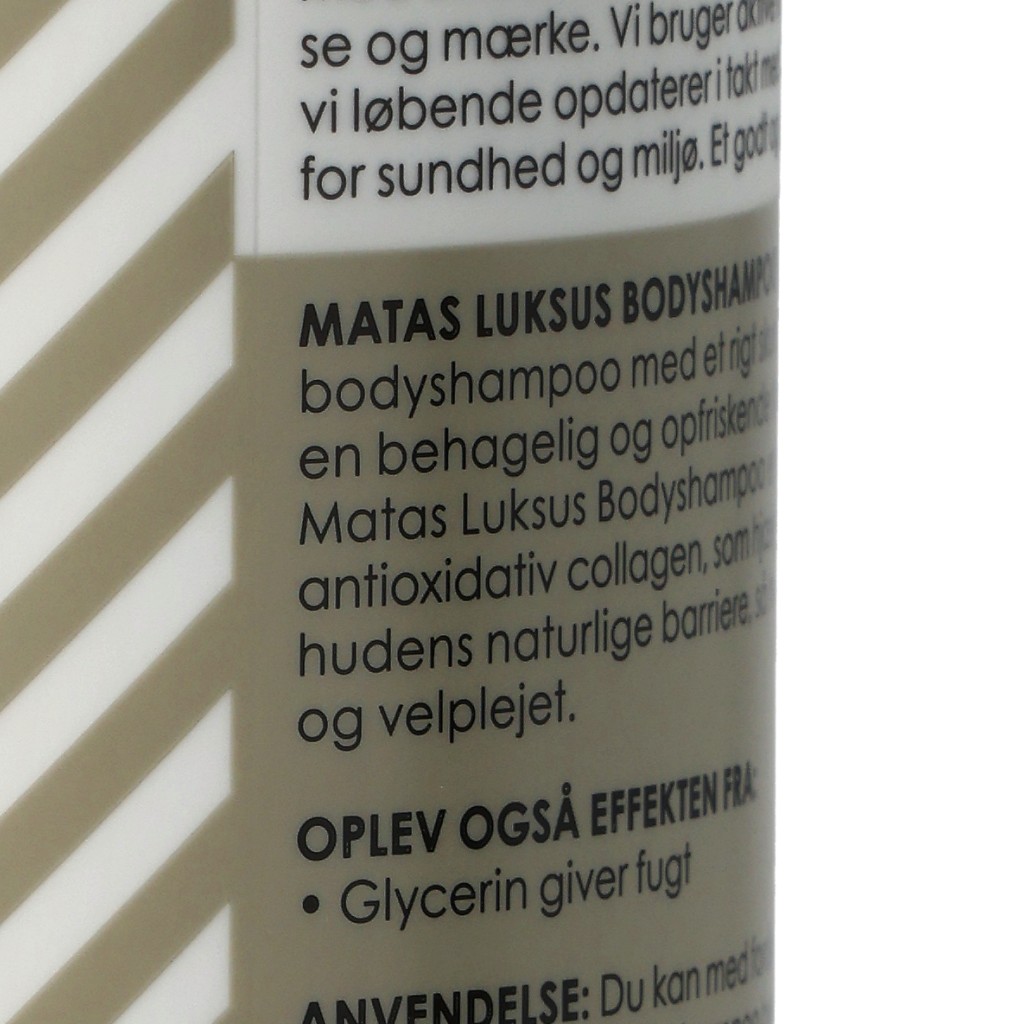 se og mærke. Vi bruger
vi løbende opdaterer i takt
for sundhed og miljø. Et godt
MATAS LUKSUS BODYSHAMPO
bodyshampoo med et rigt
en behagelig og opfriskende
Matas Luksus Bodyshampoo
antioxidativ collagen, som
hudens naturlige barriere, så
og velplejet.
OPLEV OGSÅ EFFEKTEN FRA:
• Glycerin giver fugt
ANVENDELSE: Du kan med